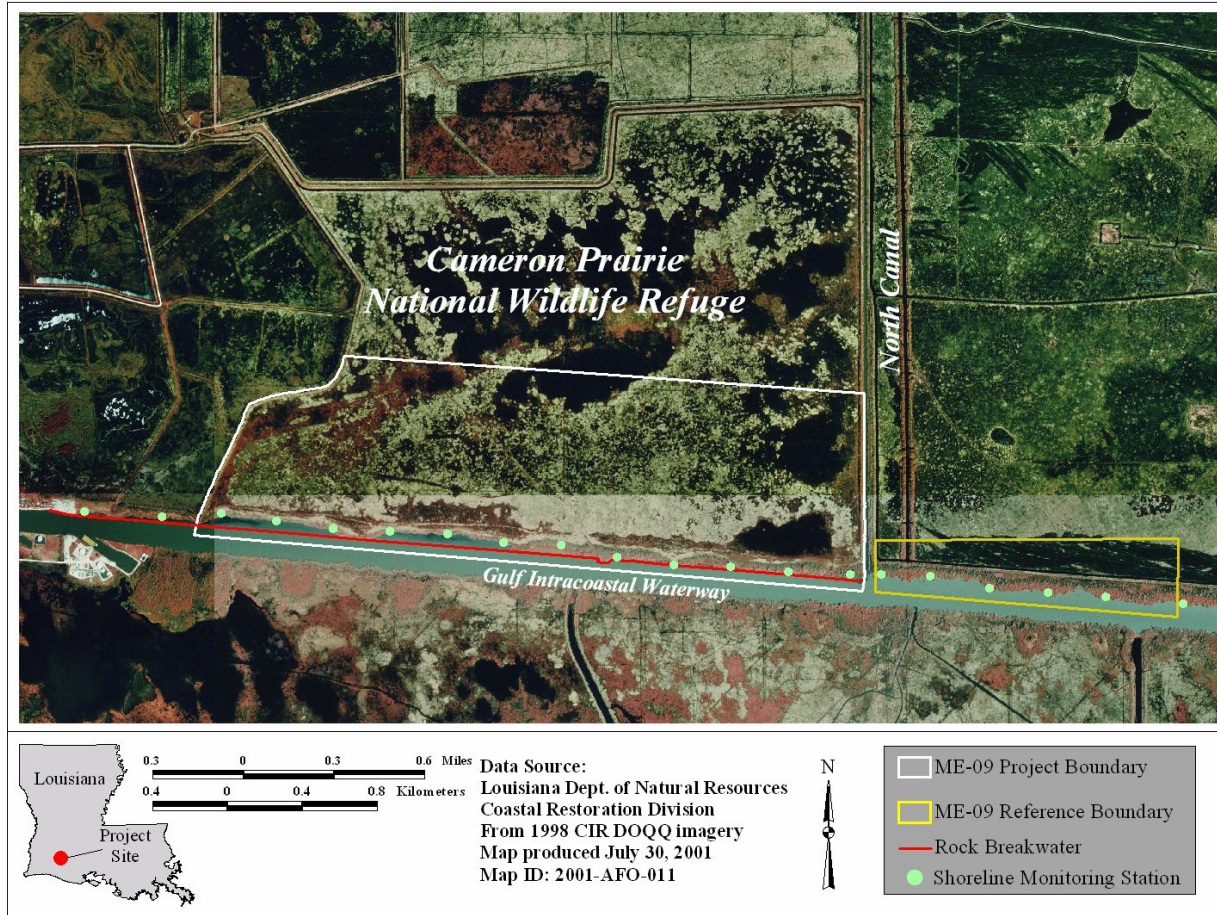 Cameron Prairie
National Wildlife Refuge
North Canal
Gulf Intracoastal Waterway
Louisiana
Project
Site
0.3 0 0.3 0.6 Miles
0.4 0 0.4 0.8 Kilometers
Data Source:
Louisiana Dept. of Natural Resources
Coastal Restoration Division
From 1998 CIR DOQQ imagery
Map produced July 30, 2001
Map ID: 2001-AFO-011
N
ME-09 Project Boundary
ME-09 Reference Boundary
Rock Breakwater
Shoreline Monitoring Station